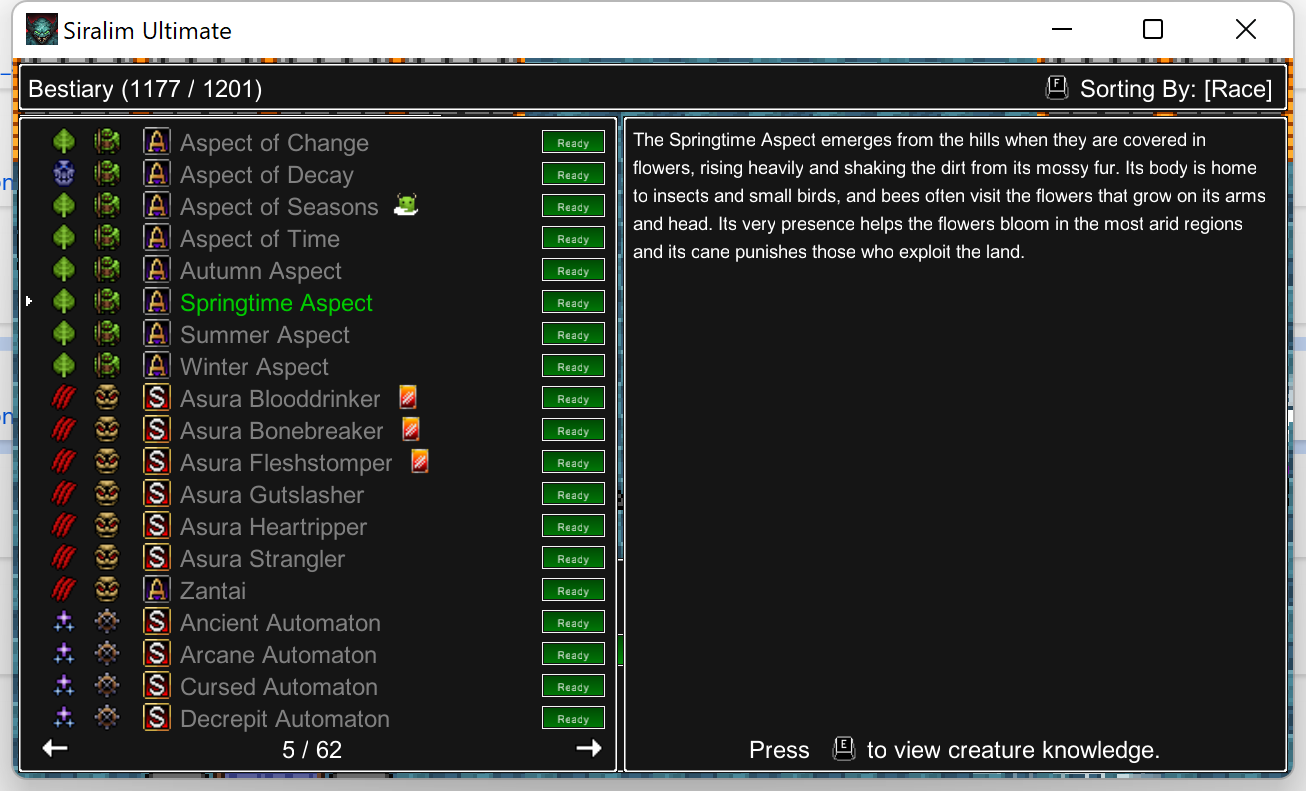 Siralim Ultimate
Bestiary (1177 / 1201)
F Sorting By: [Race]
A Aspect of Change Ready
A Aspect of Decay Ready
A Aspect of Seasons Ready
A Aspect of Time Ready
A Autumn Aspect Ready
A Springtime Aspect Ready
A Summer Aspect Ready
A Winter Aspect Ready
S Asura Blooddrinker Ready
S Asura Bonebreaker Ready
S Asura Fleshstomper Ready
S Asura Gutslasher Ready
S Asura Heartripper Ready
S Asura Strangler Ready
A Zantai Ready
S Ancient Automaton Ready
S Arcane Automaton Ready
S Cursed Automaton Ready
S Decrepit Automaton Ready
5 / 62
The Springtime Aspect emerges from the hills when they are covered in
flowers, rising heavily and shaking the dirt from its mossy fur. Its body is home
to insects and small birds, and bees often visit the flowers that grow on its arms
and head. Its very presence helps the flowers bloom in the most arid regions
and its cane punishes those who exploit the land.
Press E to view creature knowledge.